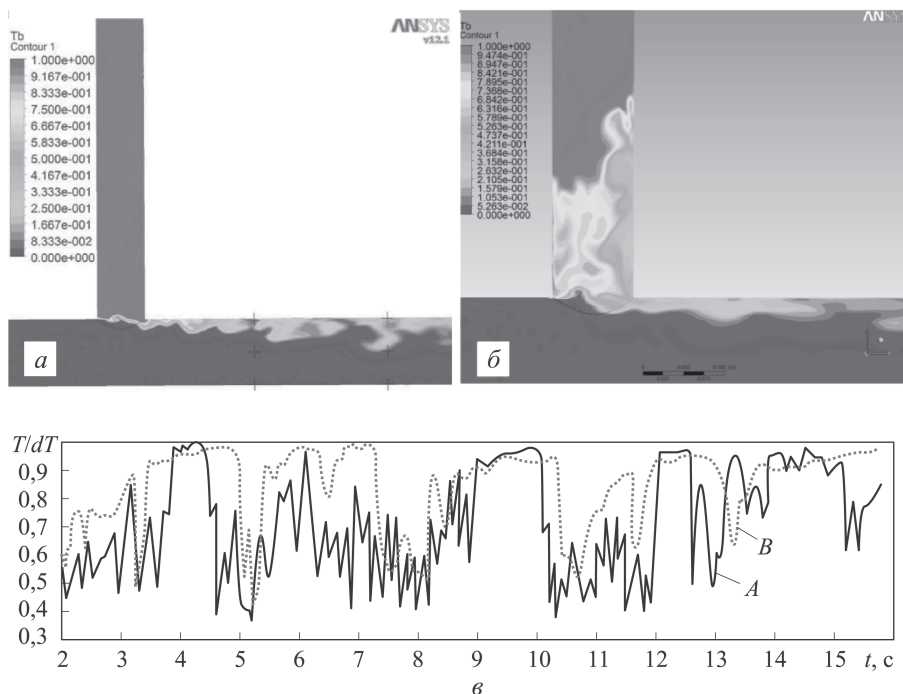 Tb
Contour 1
1.000e+000
9.167e-001
8.333e-001
7.500e-001
6.667e-001
5.833e-001
5.000e-001
4.167e-001
3.333e-001
2.500e-001
1.667e-001
8.333e-002
0.000e+000
ANSYS
v12.1
а
Tb
Contour 1
1.000e+000
9.474e-001
8.947e-001
8.421e-001
7.895e-001
7.368e-001
6.842e-001
6.316e-001
5.789e-001
5.263e-001
4.737e-001
4.211e-001
3.684e-001
3.158e-001
2.632e-001
2.105e-001
1.579e-001
1.053e-001
5.263e-002
0.000e+000
ANSYS
б
T/dT
0,9
0,8
0,7
0,6
0,5
0,4
0,3
B
A
2 3 4 5 6 7 8 9 10 11 12 13 14 15 t, с
в